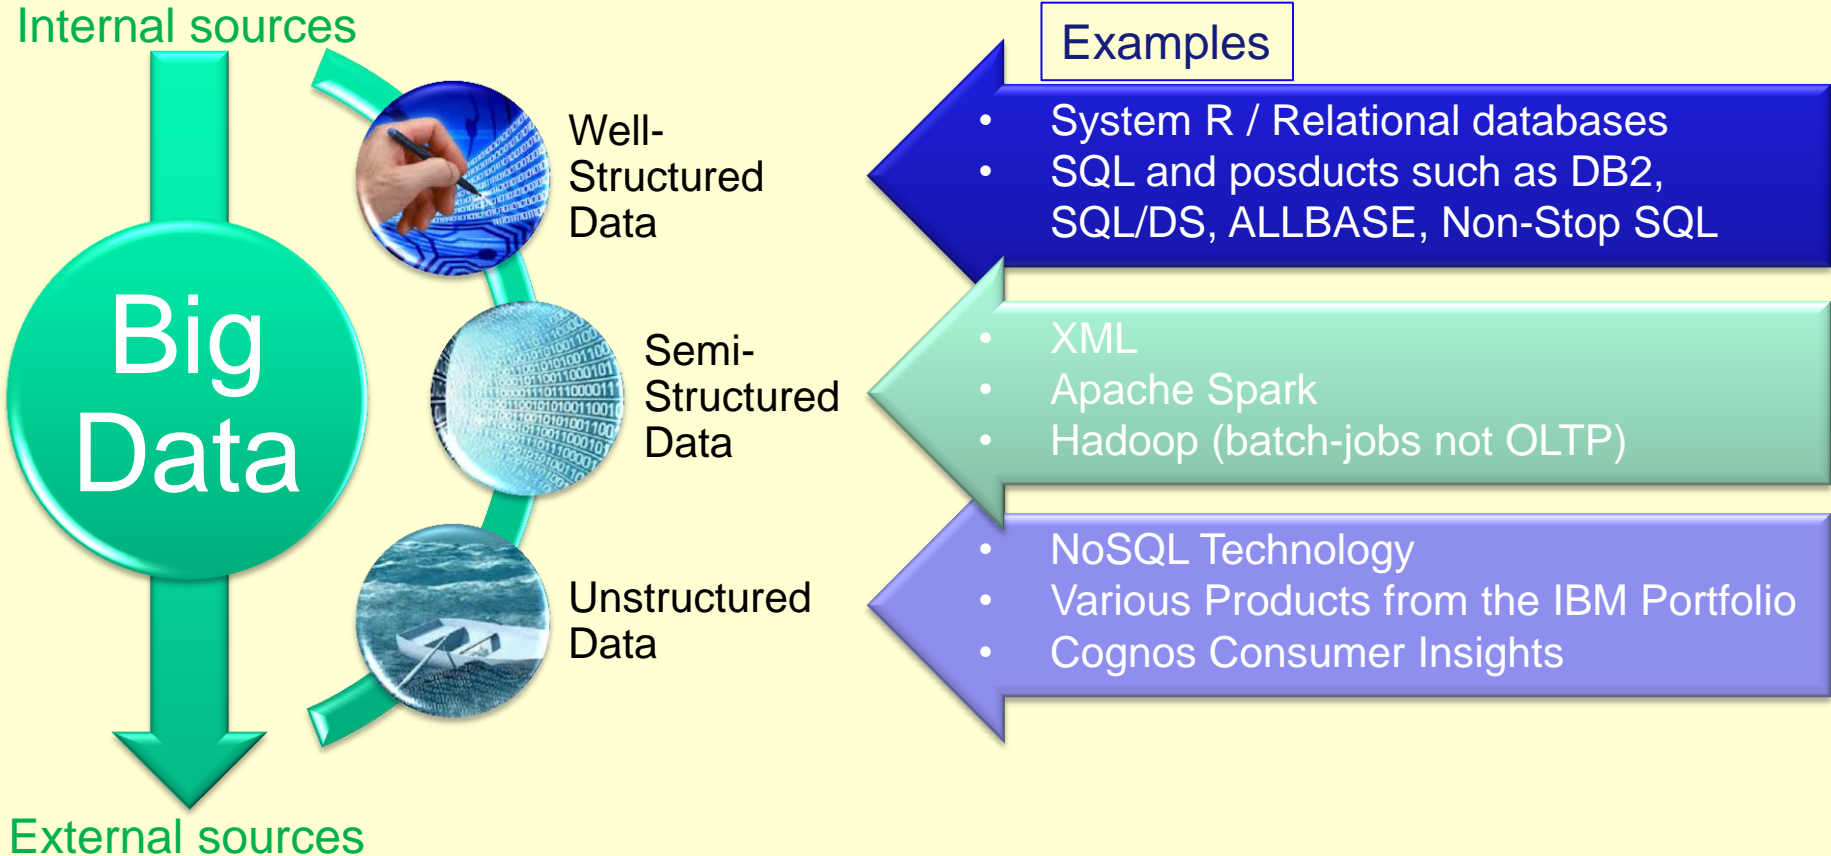 Internal sources
Big
Data
External sources
Well-
Structured
Data
Semi-
Structured
Data
Unstructured
Data
Examples
• System R / Relational databases
• SQL and posducts such as DB2,
SQL/DS, ALLBASE, Non-Stop SQL
• XML
• Apache Spark
• Hadoop (batch-jobs not OLTP)
• NoSQL Technology
• Various Products from the IBM Portfolio
• Cognos Consumer Insights